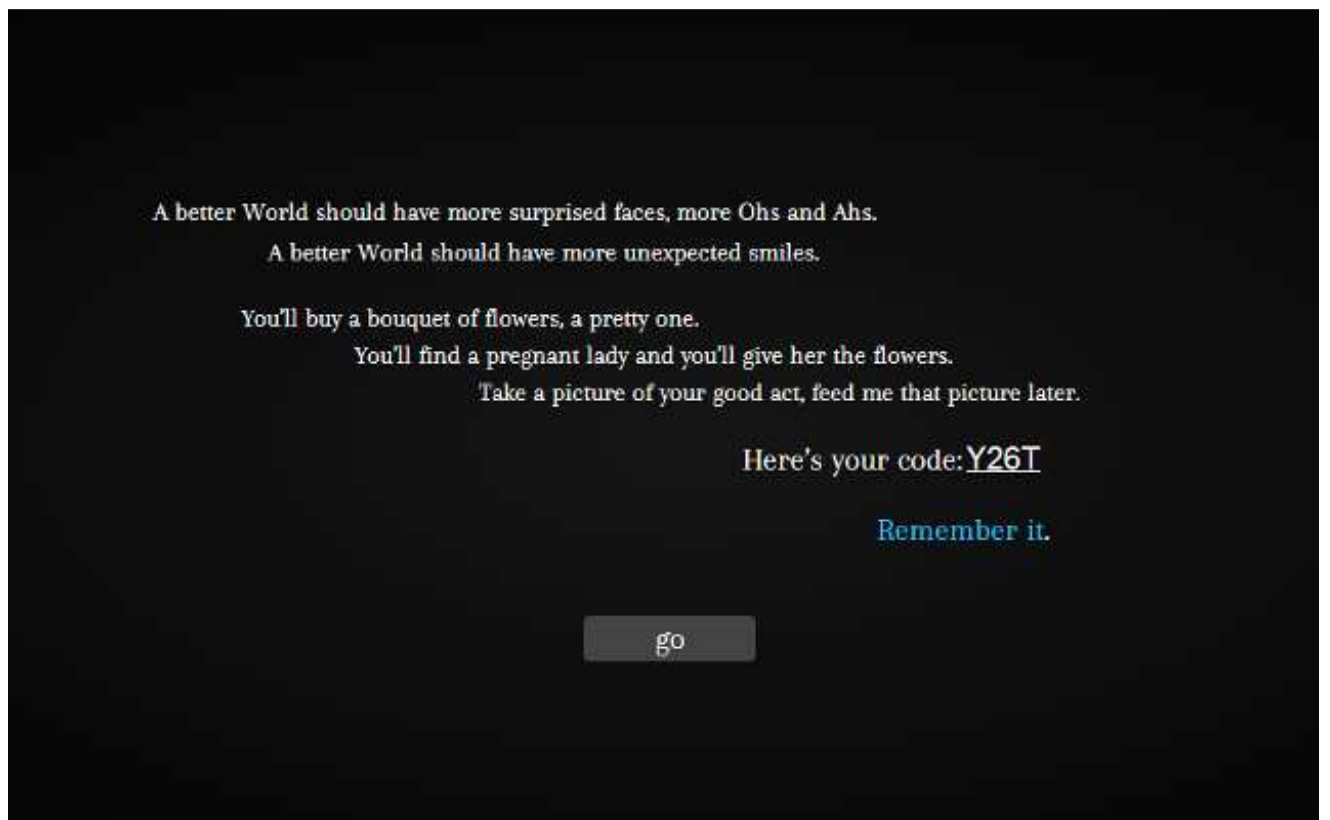 A better World should have more surprised faces, more Ohs and Ahs.
A better World should have more unexpected smiles.
You'll buy a bouquet of flowers, a pretty one.
You'll find a pregnant lady and you'll give her the flowers.
Take a picture of your good act, feed me that picture later.
Here's your code:Y26T
Remember it.
go